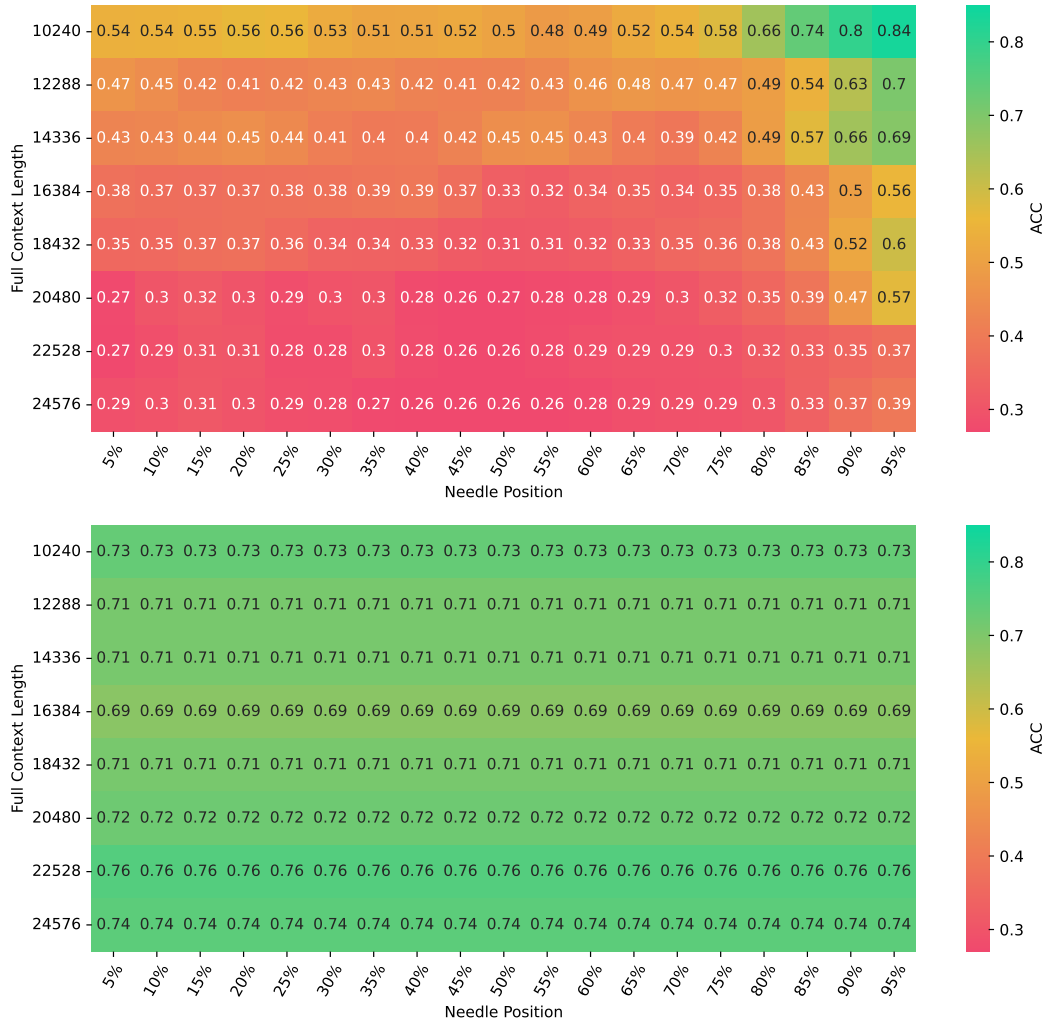 10240 0.54 0.54 0.55 0.56 0.56 0.53 0.51 0.51 0.52 0.5 0.48 0.49 0.52 0.54 0.58 0.66 0.74 0.8 0.84
12288 0.47 0.45 0.42 0.41 0.42 0.43 0.43 0.42 0.41 0.42 0.43 0.46 0.48 0.47 0.47 0.49 0.54 0.63 0.7
14336 0.43 0.43 0.44 0.45 0.44 0.41 0.4 0.4 0.42 0.45 0.45 0.43 0.4 0.39 0.42 0.49 0.57 0.66 0.69
16384 0.38 0.37 0.37 0.37 0.38 0.38 0.39 0.39 0.37 0.33 0.32 0.34 0.35 0.34 0.35 0.38 0.43 0.5 0.56
18432 0.35 0.35 0.37 0.37 0.36 0.34 0.34 0.33 0.32 0.31 0.31 0.32 0.33 0.35 0.36 0.38 0.43 0.52 0.6
20480 0.27 0.3 0.32 0.3 0.29 0.3 0.3 0.28 0.26 0.27 0.28 0.28 0.29 0.3 0.32 0.35 0.39 0.47 0.57
22528 0.27 0.29 0.31 0.31 0.28 0.28 0.3 0.28 0.26 0.26 0.28 0.29 0.29 0.29 0.3 0.32 0.33 0.35 0.37
24576 0.29 0.3 0.31 0.3 0.29 0.28 0.27 0.26 0.26 0.26 0.26 0.28 0.29 0.29 0.29 0.3 0.33 0.37 0.39
Full Context Length
5% 10% 15% 20% 25% 30% 35% 40% 45% 50% 55% 60% 65% 70% 75% 80% 85% 90% 95%
Needle Position
0.8
0.7
0.6
0.5
0.4
0.3
ACC
10240 0.73 0.73 0.73 0.73 0.73 0.73 0.73 0.73 0.73 0.73 0.73 0.73 0.73 0.73 0.73 0.73 0.73 0.73 0.73
12288 0.71 0.71 0.71 0.71 0.71 0.71 0.71 0.71 0.71 0.71 0.71 0.71 0.71 0.71 0.71 0.71 0.71 0.71 0.71
14336 0.71 0.71 0.71 0.71 0.71 0.71 0.71 0.71 0.71 0.71 0.71 0.71 0.71 0.71 0.71 0.71 0.71 0.71 0.71
16384 0.69 0.69 0.69 0.69 0.69 0.69 0.69 0.69 0.69 0.69 0.69 0.69 0.69 0.69 0.69 0.69 0.69 0.69 0.69
18432 0.71 0.71 0.71 0.71 0.71 0.71 0.71 0.71 0.71 0.71 0.71 0.71 0.71 0.71 0.71 0.71 0.71 0.71 0.71
20480 0.72 0.72 0.72 0.72 0.72 0.72 0.72 0.72 0.72 0.72 0.72 0.72 0.72 0.72 0.72 0.72 0.72 0.72 0.72
22528 0.76 0.76 0.76 0.76 0.76 0.76 0.76 0.76 0.76 0.76 0.76 0.76 0.76 0.76 0.76 0.76 0.76 0.76 0.76
24576 0.74 0.74 0.74 0.74 0.74 0.74 0.74 0.74 0.74 0.74 0.74 0.74 0.74 0.74 0.74 0.74 0.74 0.74 0.74
Full Context Length
5% 10% 15% 20% 25% 30% 35% 40% 45% 50% 55% 60% 65% 70% 75% 80% 85% 90% 95%
Needle Position
0.8
0.7
0.6
0.5
0.4
0.3
ACC